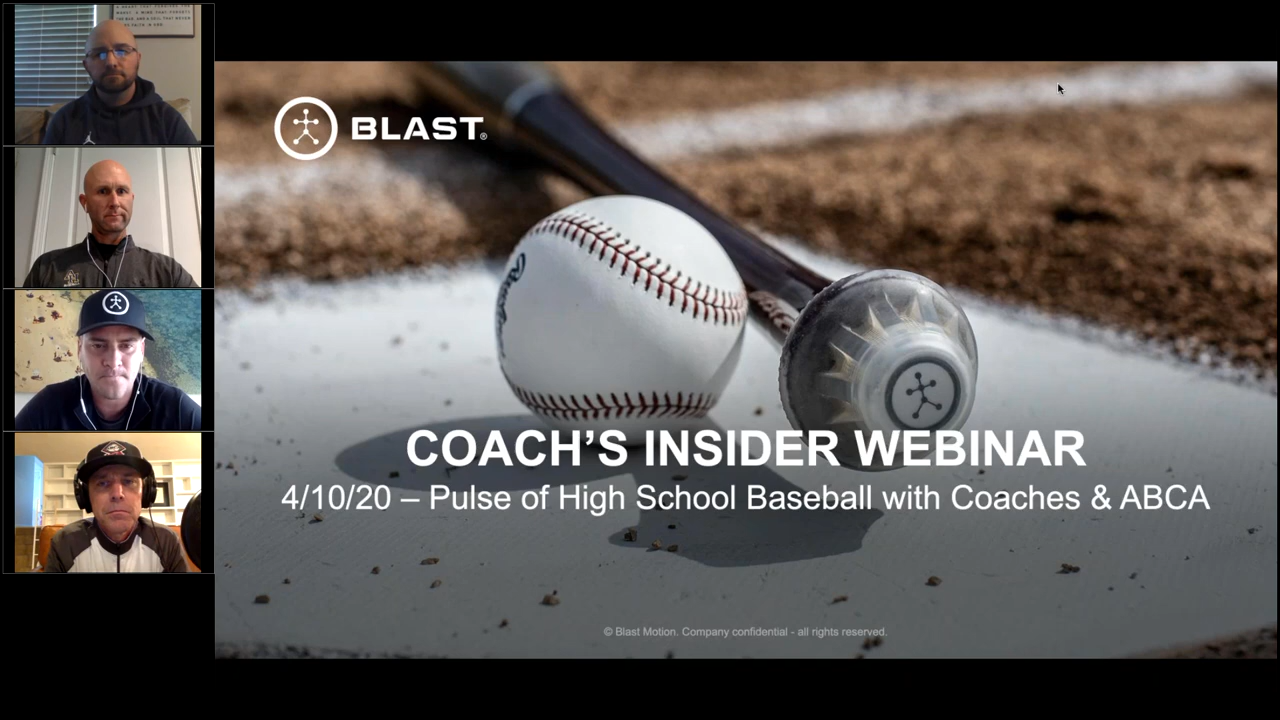 BLAST®
COACH'S INSIDER WEBINAR
4/10/20 – Pulse of High School Baseball with Coaches & ABCA
© Blast Motion. Company confidential - all rights reserved.